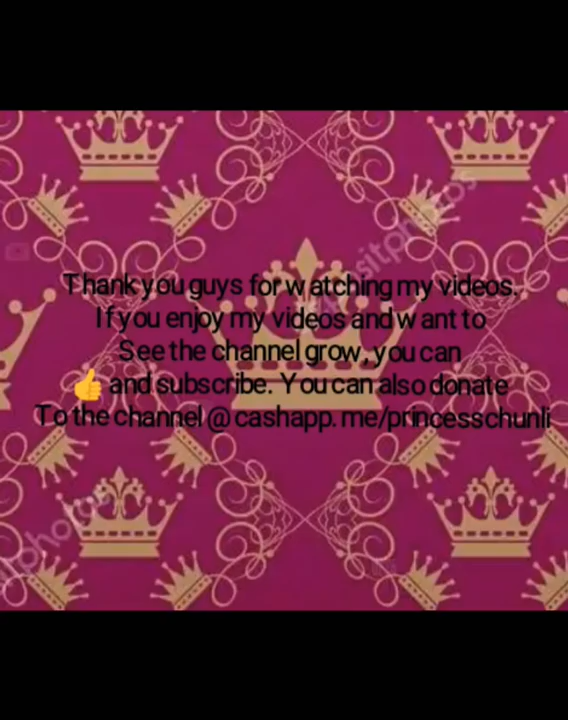 Thank you guys for watching my videos.
If you enjoy my videos and want to
See the channel grow, you can
👍 and subscribe. You can also donate
To the channel @ cashapp.me/princesschunli